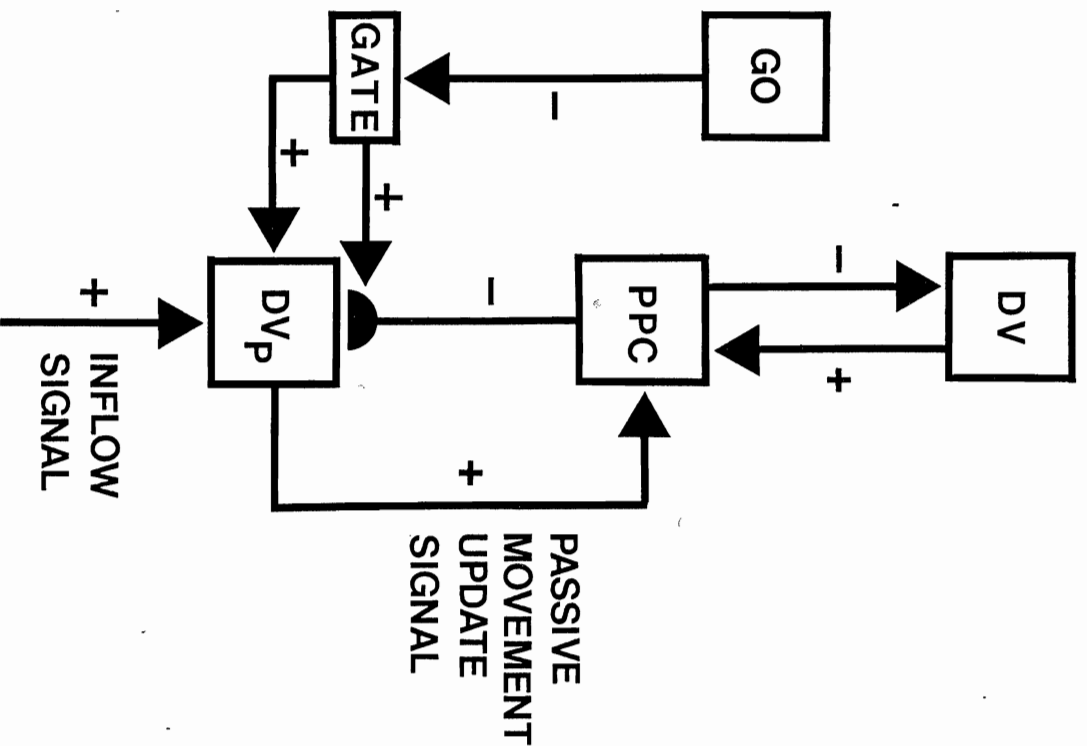 DV
−
+
GO
−
PPC
−
+
PASSIVE
MOVEMENT
UPDATE
SIGNAL
GATE
+
+
DVₚ
+
INFLOW
SIGNAL